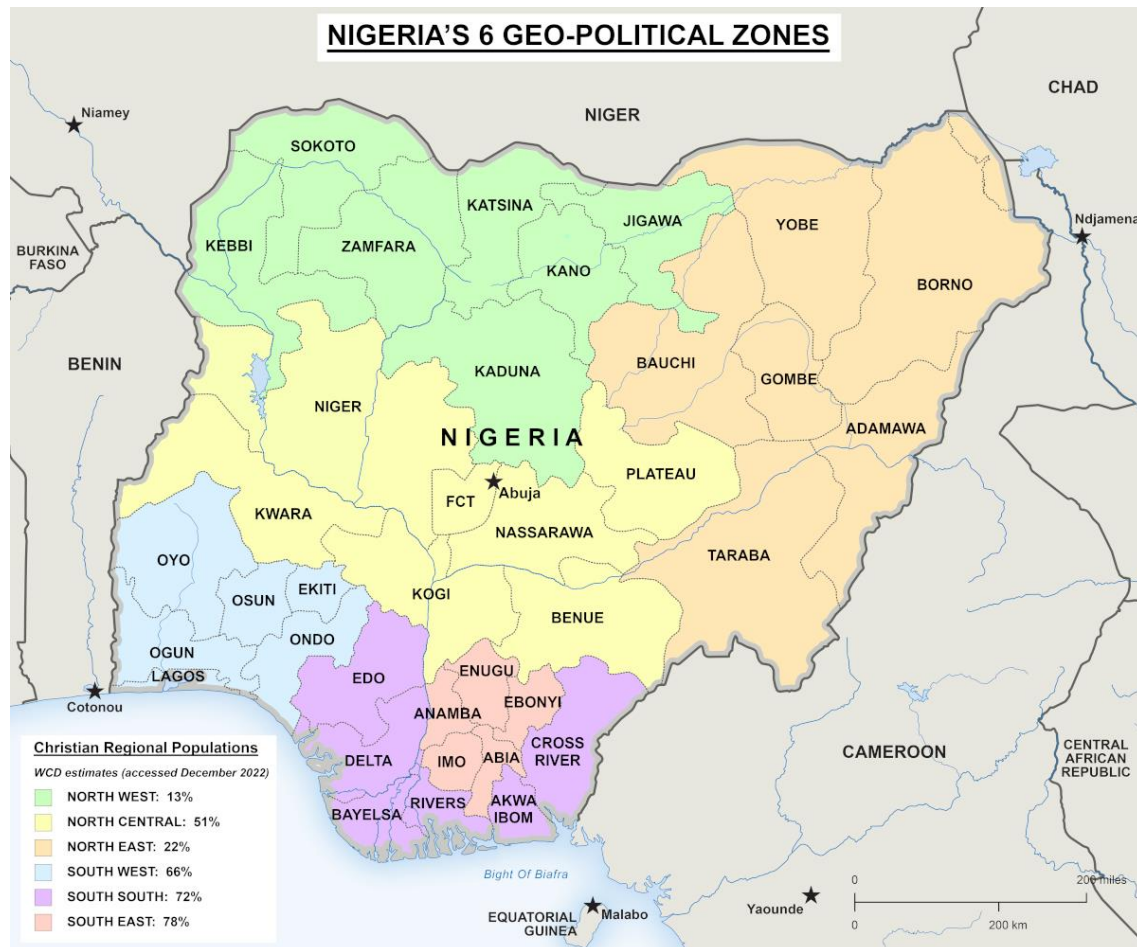 NIGERIA'S 6 GEO-POLITICAL ZONES
CHAD
Niamey
NIGER
SOKOTO
KATSINA
JIGAWA
YOBE
Ndjamena
KEBBI
ZAMFARA
BURKINA
FASO
KANO
BORNO
BENIN
BAUCHI
KADUNA
GOMBE
NIGER
ADAMAWA
NIGERIA
PLATEAU
FCT
Abuja
KWARA
NASSARAWA
OYO
TARABA
EKITI
KOGI
OSUN
BENUE
ONDO
OGUN
LAGOS
EDO
ENUGU
Cotonou
ANAMBA
EBONYI
CROSS
RIVER
CAMEROON
CENTRAL
AFRICAN
REPUBLIC
DELTA
IMO
ABIA
BAYELSA
RIVERS
AKWA
IBOM
Christian Regional Populations
WCD estimates (accessed December 2022)
NORTH WEST: 13%
NORTH CENTRAL: 51%
NORTH EAST: 22%
SOUTH WEST: 66%
SOUTH SOUTH: 72%
SOUTH EAST: 78%
Bight Of Biafra
EQUATORIAL
GUINEA
Malabo
Yaounde
0
200 miles
0
200 km